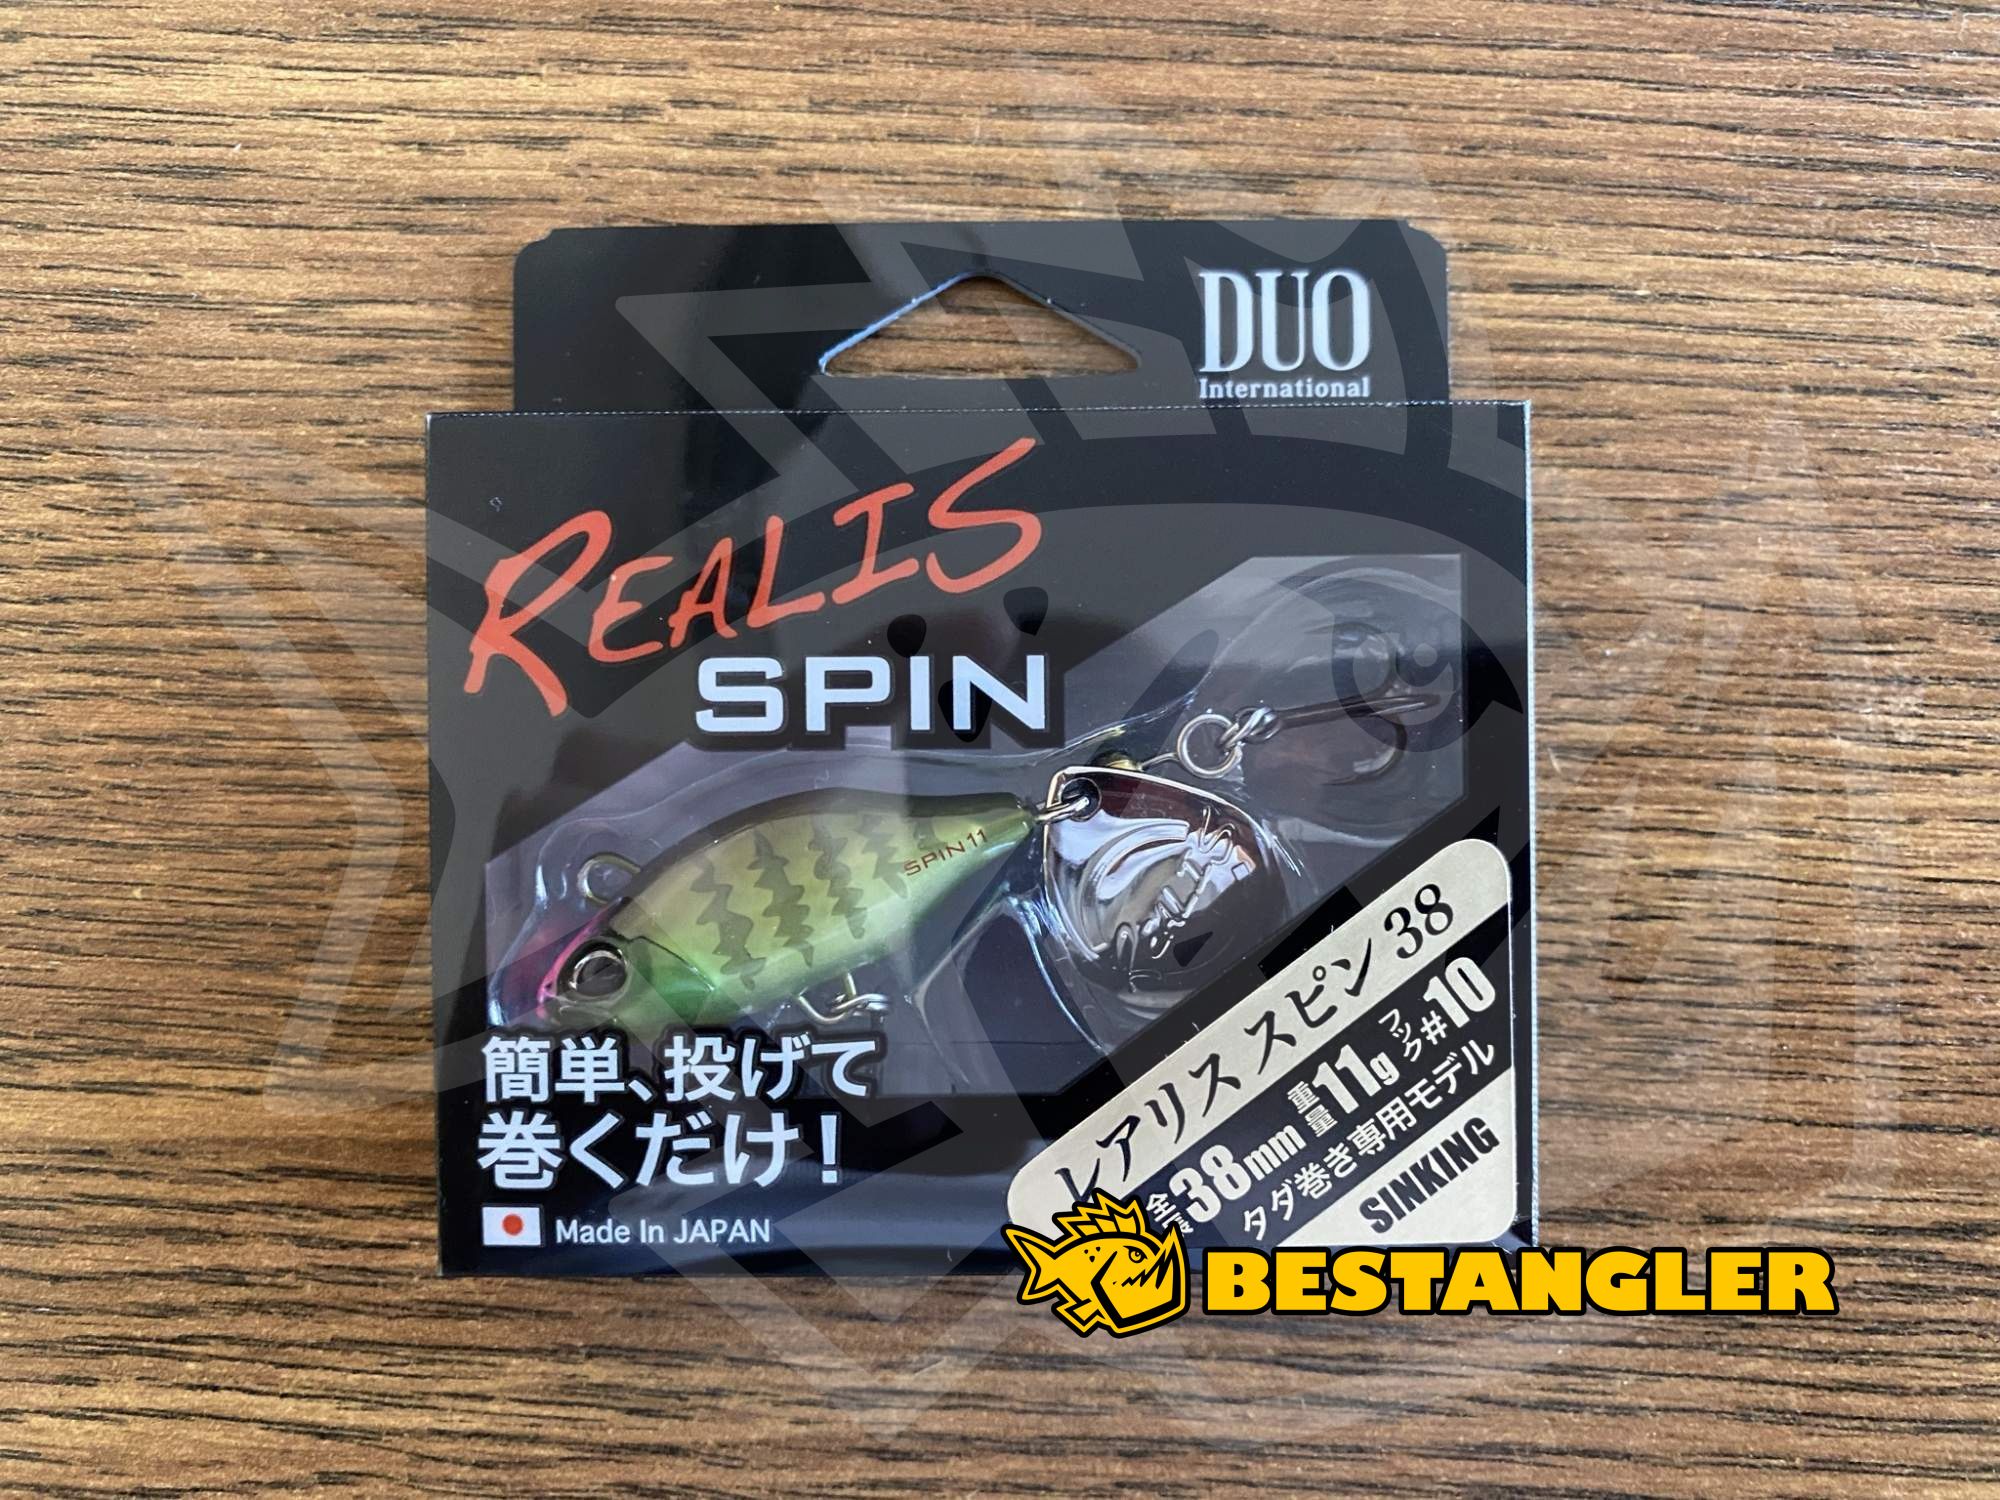 DUO
International
REALIS
SPIN
SPIN11
REALIS
簡単、投げて
巻くだけ!
Made In JAPAN
レアリス スピン 38
全長38mm 重量11g フック#10
タダ巻き専用モデル
SINKING
BESTANGLER